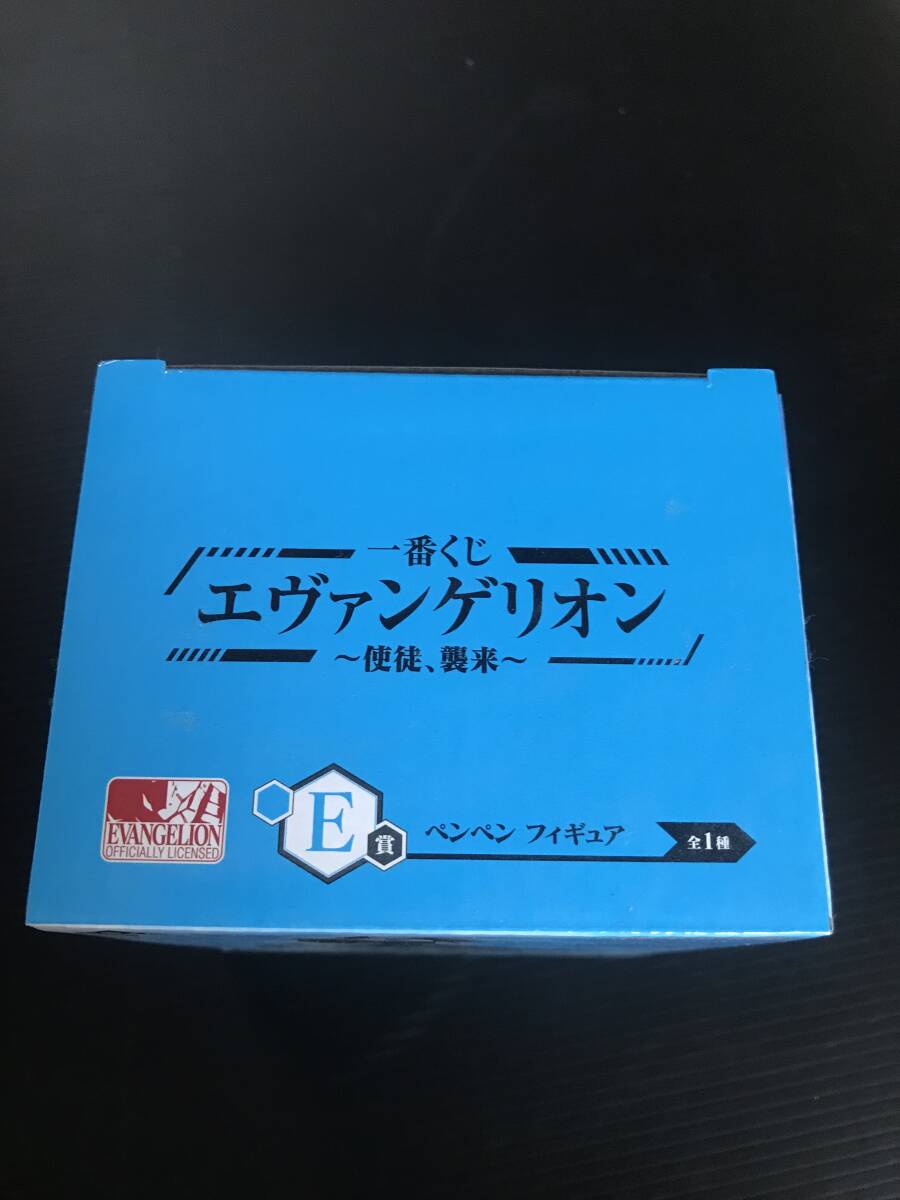 一番くじ
エヴァンゲリオン
～使徒、襲来～
EVANGELION
OFFICIALLY LICENSED
E賞 ペンペン フィギュア 全1種